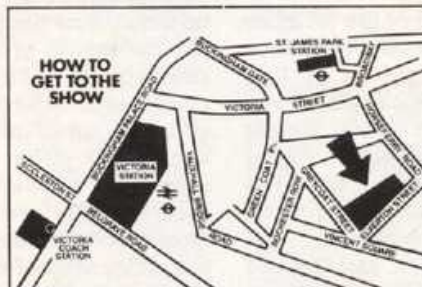 HOW TO
GET TO THE
SHOW
ST. JAMES PARK
STATION
BROADWAY
BUCKINGHAM GATE
BUCKINGHAM PALACE ROAD
VICTORIA STREET
HORSEFERRY ROAD
VICTORIA
STATION
VAUXHALL BRIDGE
ROAD
GREEN COAT PL
ROCHESTER ROW
GREYCOAT STREET
ELVERTON STREET
VINCENT SQUARE
ECCLESTON ST
BELGRAVE ROAD
VICTORIA
COACH
STATION